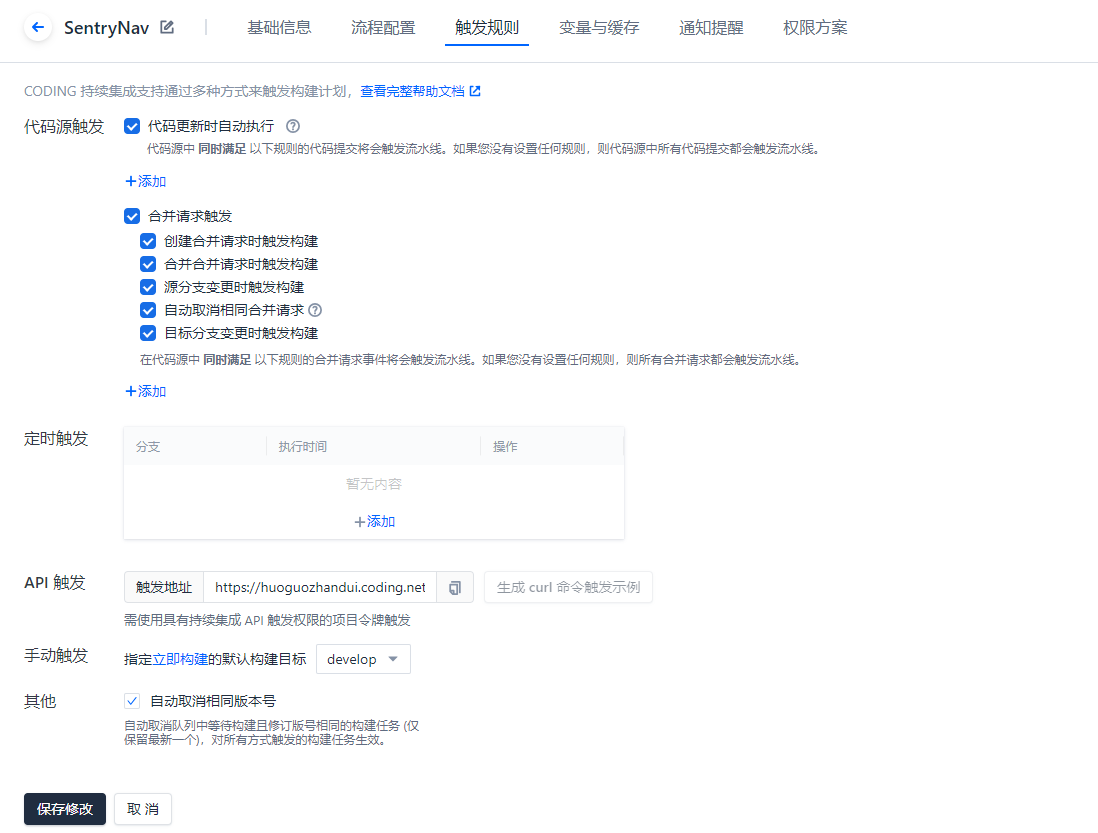 SentryNav
基础信息 流程配置 触发规则 变量与缓存 通知提醒 权限方案
CODING 持续集成支持通过多种方式来触发构建计划，查看完整帮助文档
代码源触发
代码更新时自动执行
代码源中 同时满足 以下规则的代码提交将会触发流水线。如果您没有设置任何规则，则代码源中所有代码提交都会触发流水线。
+添加
合并请求触发
创建合并请求时触发构建
合并合并请求时触发构建
源分支变更时触发构建
自动取消相同合并请求
目标分支变更时触发构建
在代码源中 同时满足 以下规则的合并请求事件将会触发流水线。如果您没有设置任何规则，则所有合并请求都会触发流水线。
+添加
定时触发
分支 执行时间 操作
暂无内容
+添加
API 触发
触发地址 https://huoguozhandui.coding.net 生成 curl 命令触发示例
需使用具有持续集成 API 触发权限的项目令牌触发
手动触发
指定立即构建的默认构建目标 develop
其他
自动取消相同版本号
自动取消队列中等待构建且修订版号相同的构建任务 (仅
保留最新一个)，对所有方式触发的构建任务生效。
保存修改 取 消